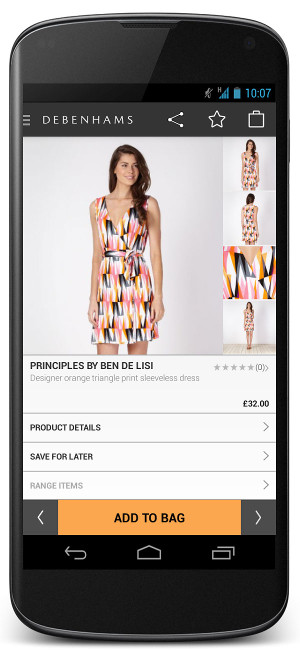 H 10:07
DEBENHAMS
PRINCIPLES BY BEN DE LISI
(0)
Designer orange triangle print sleeveless dress
£32.00
PRODUCT DETAILS
SAVE FOR LATER
RANGE ITEMS
ADD TO BAG